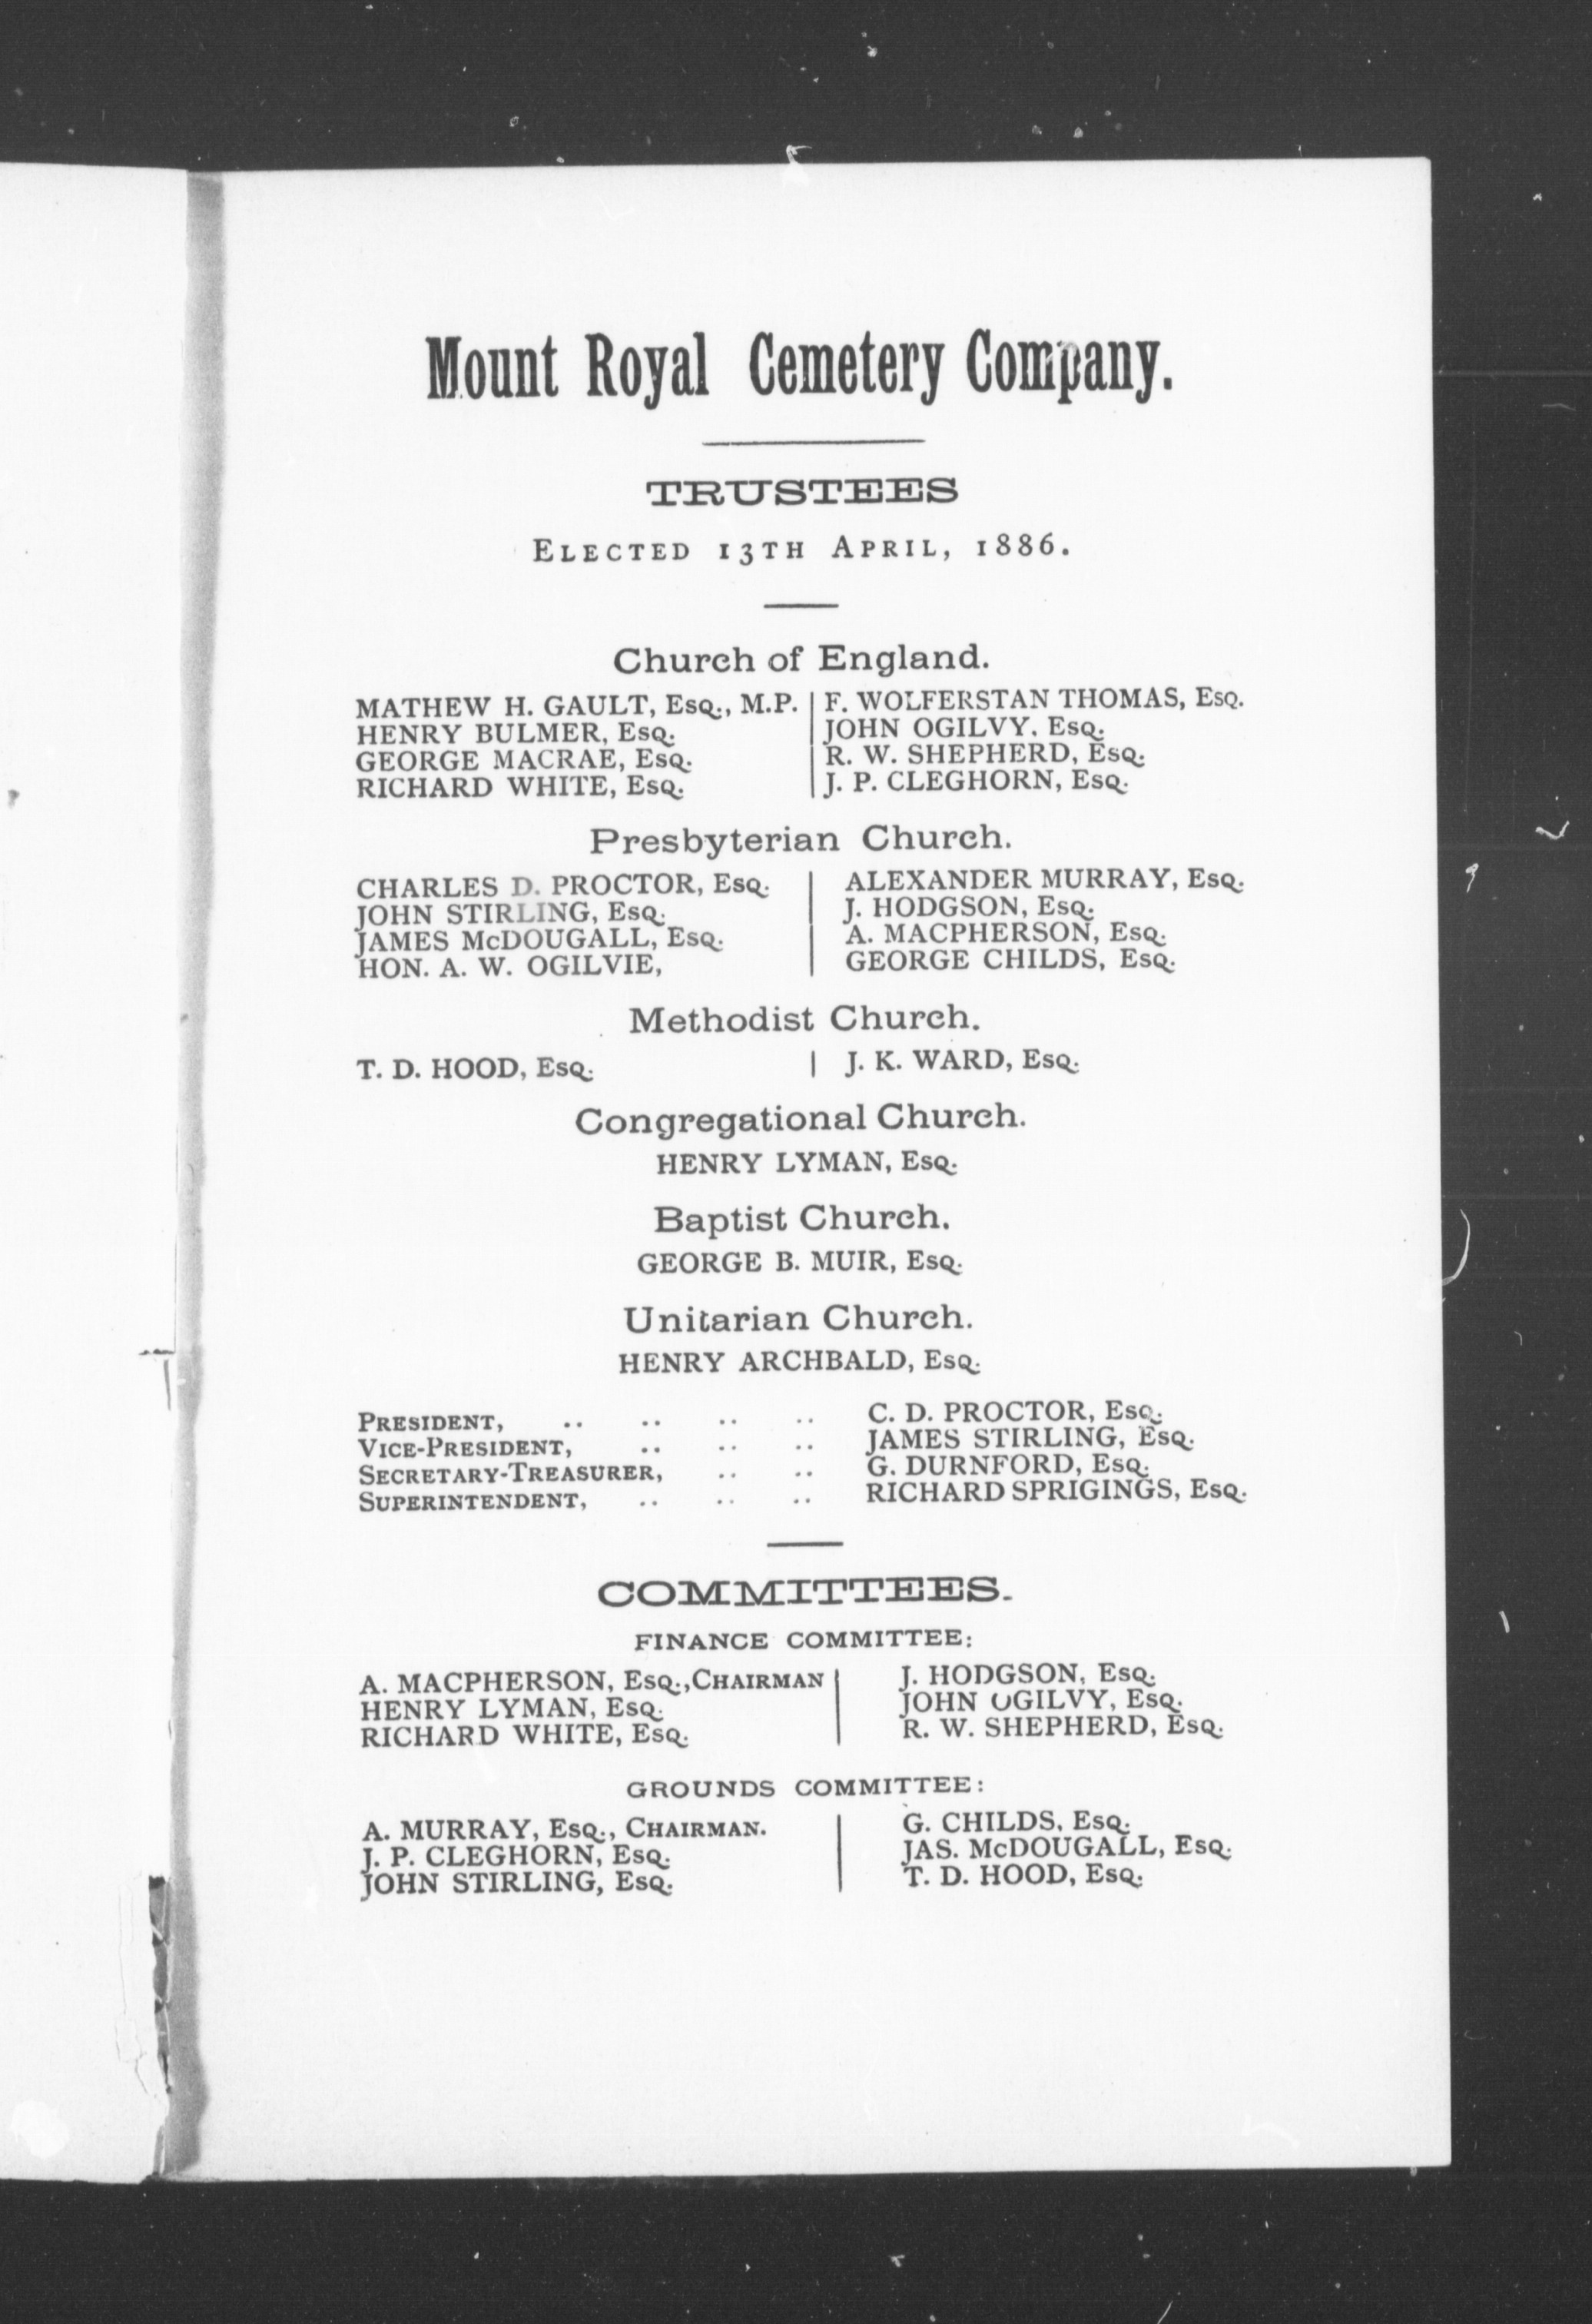 Mount Royal Cemetery Company.
TRUSTEES
ELECTED 13TH APRIL, 1886.
Church of England.
MATHEW H. GAULT, ESQ., M.P. | F. WOLFERSTAN THOMAS, ESQ.
HENRY BULMER, ESQ. | JOHN OGILVY. ESQ.
GEORGE MACRAE, ESQ. | R. W. SHEPHERD, ESQ.
RICHARD WHITE, ESQ. | J. P. CLEGHORN, ESQ.
Presbyterian Church.
CHARLES D. PROCTOR, ESQ. | ALEXANDER MURRAY, ESQ.
JOHN STIRLING, ESQ. | J. HODGSON, ESQ.
JAMES McDOUGALL, ESQ. | A. MACPHERSON, ESQ.
HON. A. W. OGILVIE, | GEORGE CHILDS, ESQ.
Methodist Church.
T. D. HOOD, ESQ. | J. K. WARD, ESQ.
Congregational Church.
HENRY LYMAN, ESQ.
Baptist Church.
GEORGE B. MUIR, ESQ.
Unitarian Church.
HENRY ARCHBALD, ESQ.
PRESIDENT, .. .. .. .. C. D. PROCTOR, ESQ.
VICE-PRESIDENT, .. .. .. JAMES STIRLING, ESQ.
SECRETARY-TREASURER, .. .. G. DURNFORD, ESQ.
SUPERINTENDENT, .. .. .. RICHARD SPRIGINGS, ESQ.
COMMITTEES.
FINANCE COMMITTEE:
A. MACPHERSON, ESQ., CHAIRMAN | J. HODGSON, ESQ.
HENRY LYMAN, ESQ. | JOHN OGILVY, ESQ.
RICHARD WHITE, ESQ. | R. W. SHEPHERD, ESQ.
GROUNDS COMMITTEE:
A. MURRAY, ESQ., CHAIRMAN. | G. CHILDS, ESQ.
J. P. CLEGHORN, ESQ. | JAS. McDOUGALL, ESQ.
JOHN STIRLING, ESQ. | T. D. HOOD, ESQ.